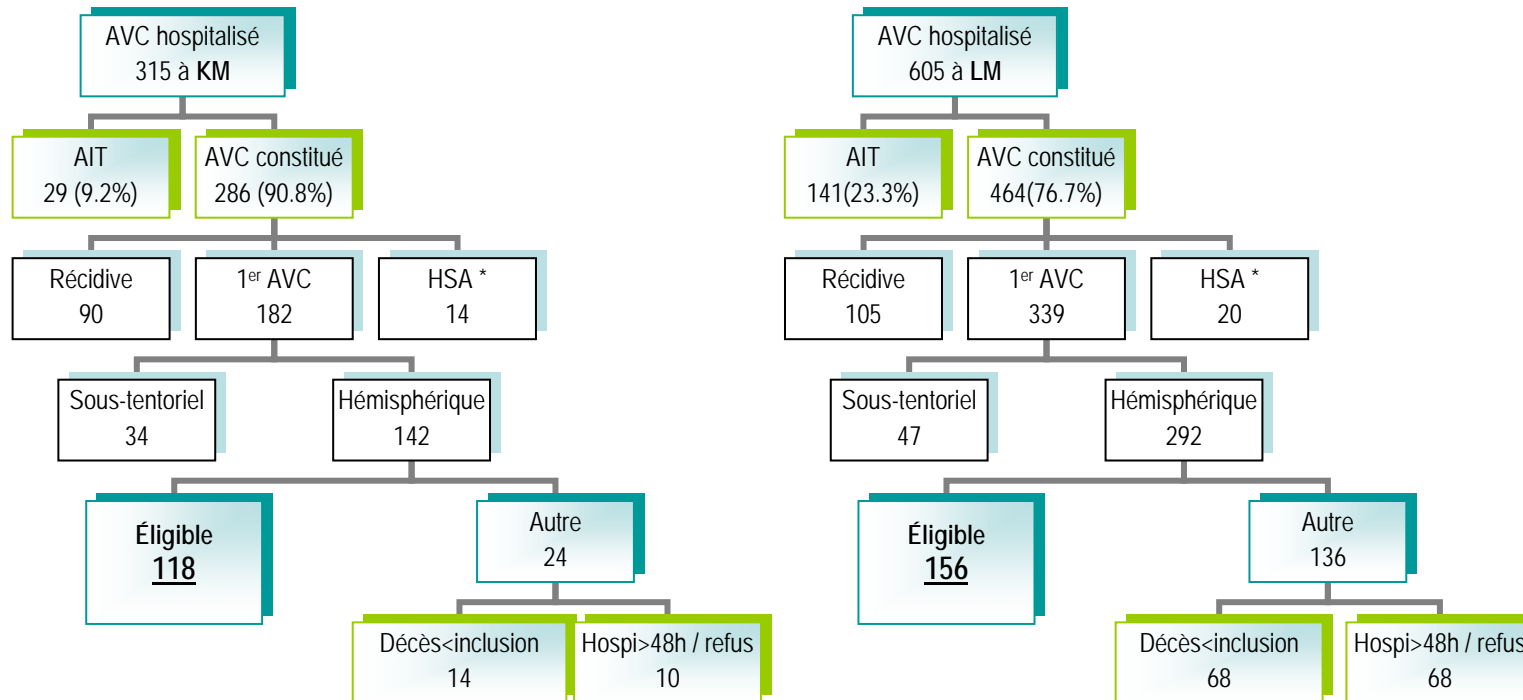 AVC hospitalisé
315 à KM
AIT
29 (9.2%)
AVC constitué
286 (90.8%)
Récidive
90
1er AVC
182
HSA *
14
Sous-tentoriel
34
Hémisphérique
142
Éligible
118
Autre
24
Décès<inclusion
14
Hospi>48h / refus
10
AVC hospitalisé
605 à LM
AIT
141(23.3%)
AVC constitué
464(76.7%)
Récidive
105
1er AVC
339
HSA *
20
Sous-tentoriel
47
Hémisphérique
292
Éligible
156
Autre
136
Décès<inclusion
68
Hospi>48h / refus
68